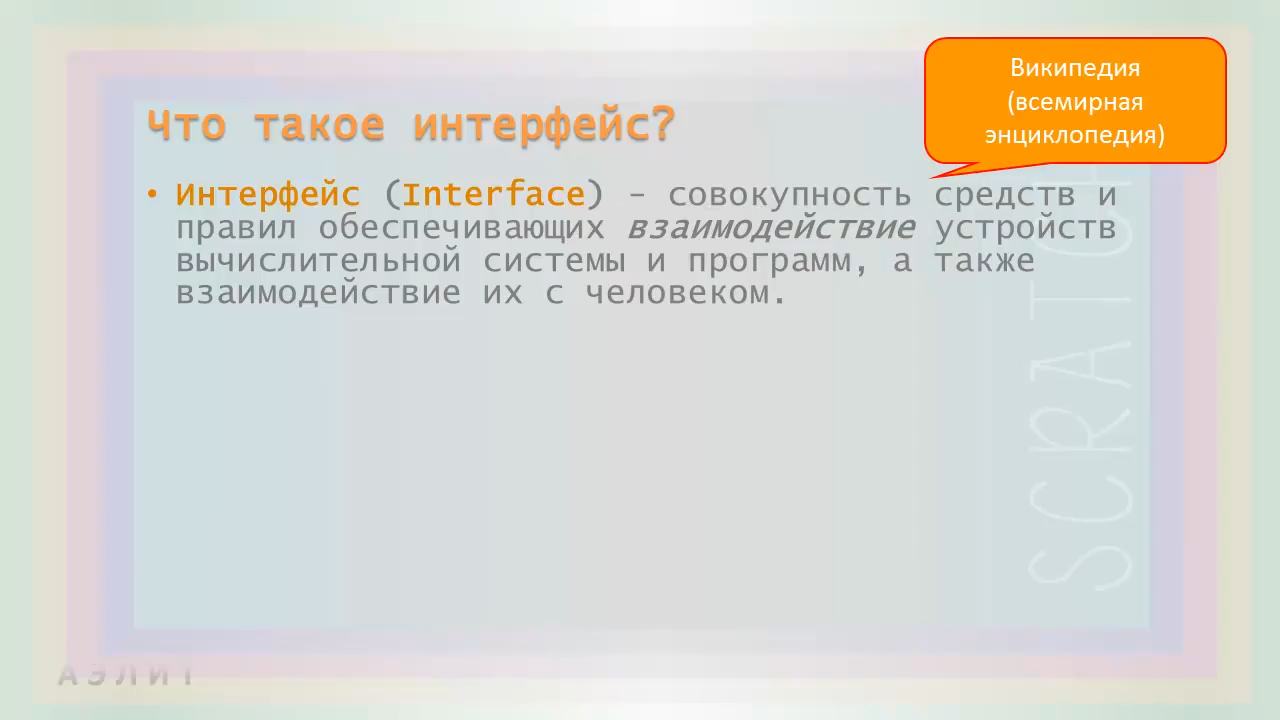 Википедия
(всемирная
энциклопедия)
Что такое интерфейс?
• Интерфейс (Interface) - совокупность средств и
правил обеспечивающих взаимодействие устройств
вычислительной системы и программ, а также
взаимодействие их с человеком.
SCRATCH
АЭЛИТ